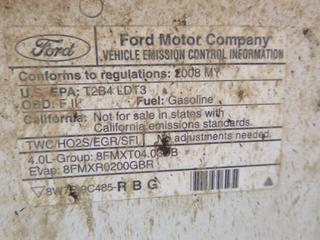 Ford
Ford Motor Company
VEHICLE EMISSION CONTROL INFORMATION
Conforms to regulations: 2008 MY
U.S. EPA: T2B4 LDT3
OBD: F II Fuel: Gasoline
California: Not for sale in states with
California emissions standards.
TWC/HO2S/EGR/SFI No adjustments needed.
4.0L-Group: 8FMXT04.0
Evap: 8FMXR0200GBR
9C485-RBG